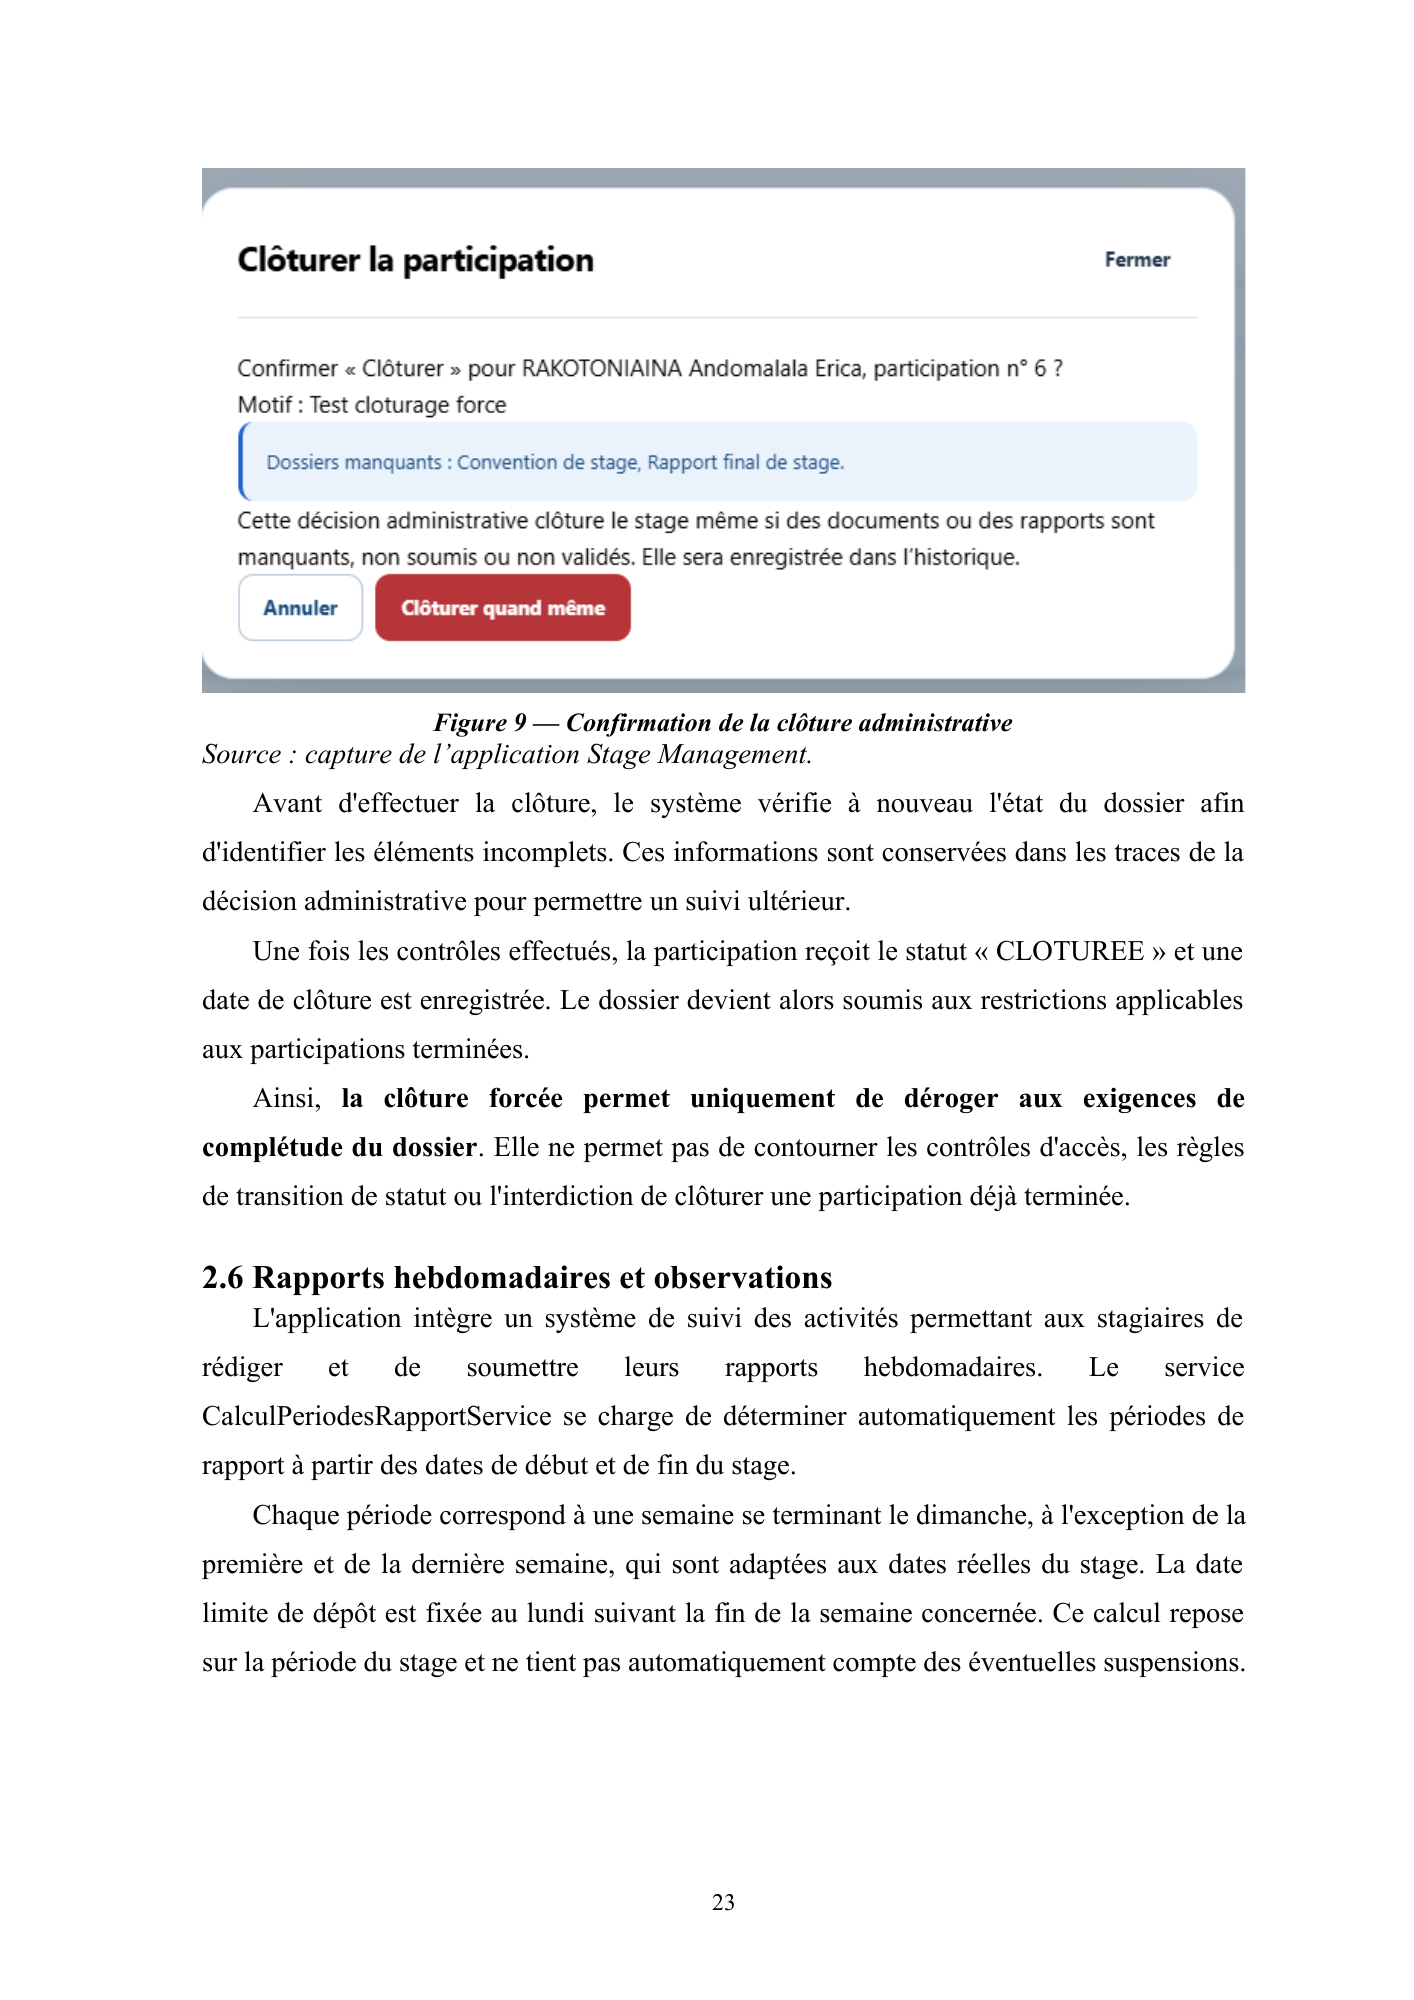 Clôturer la participation
Fermer
Confirmer « Clôturer » pour RAKOTONIAINA Andomalala Erica, participation n° 6 ?
Motif : Test cloturage force
Dossiers manquants : Convention de stage, Rapport final de stage.
Cette décision administrative clôture le stage même si des documents ou des rapports sont
manquants, non soumis ou non validés. Elle sera enregistrée dans l’historique.
Annuler
Clôturer quand même
Figure 9 — Confirmation de la clôture administrative
Source : capture de l’application Stage Management.
Avant d'effectuer la clôture, le système vérifie à nouveau l'état du dossier afin
d'identifier les éléments incomplets. Ces informations sont conservées dans les traces de la
décision administrative pour permettre un suivi ultérieur.
Une fois les contrôles effectués, la participation reçoit le statut « CLOTUREE » et une
date de clôture est enregistrée. Le dossier devient alors soumis aux restrictions applicables
aux participations terminées.
Ainsi, la clôture forcée permet uniquement de déroger aux exigences de
complétude du dossier. Elle ne permet pas de contourner les contrôles d'accès, les règles
de transition de statut ou l'interdiction de clôturer une participation déjà terminée.
2.6 Rapports hebdomadaires et observations
L'application intègre un système de suivi des activités permettant aux stagiaires de
rédiger et de soumettre leurs rapports hebdomadaires. Le service
CalculPeriodesRapportService se charge de déterminer automatiquement les périodes de
rapport à partir des dates de début et de fin du stage.
Chaque période correspond à une semaine se terminant le dimanche, à l'exception de la
première et de la dernière semaine, qui sont adaptées aux dates réelles du stage. La date
limite de dépôt est fixée au lundi suivant la fin de la semaine concernée. Ce calcul repose
sur la période du stage et ne tient pas automatiquement compte des éventuelles suspensions.
23